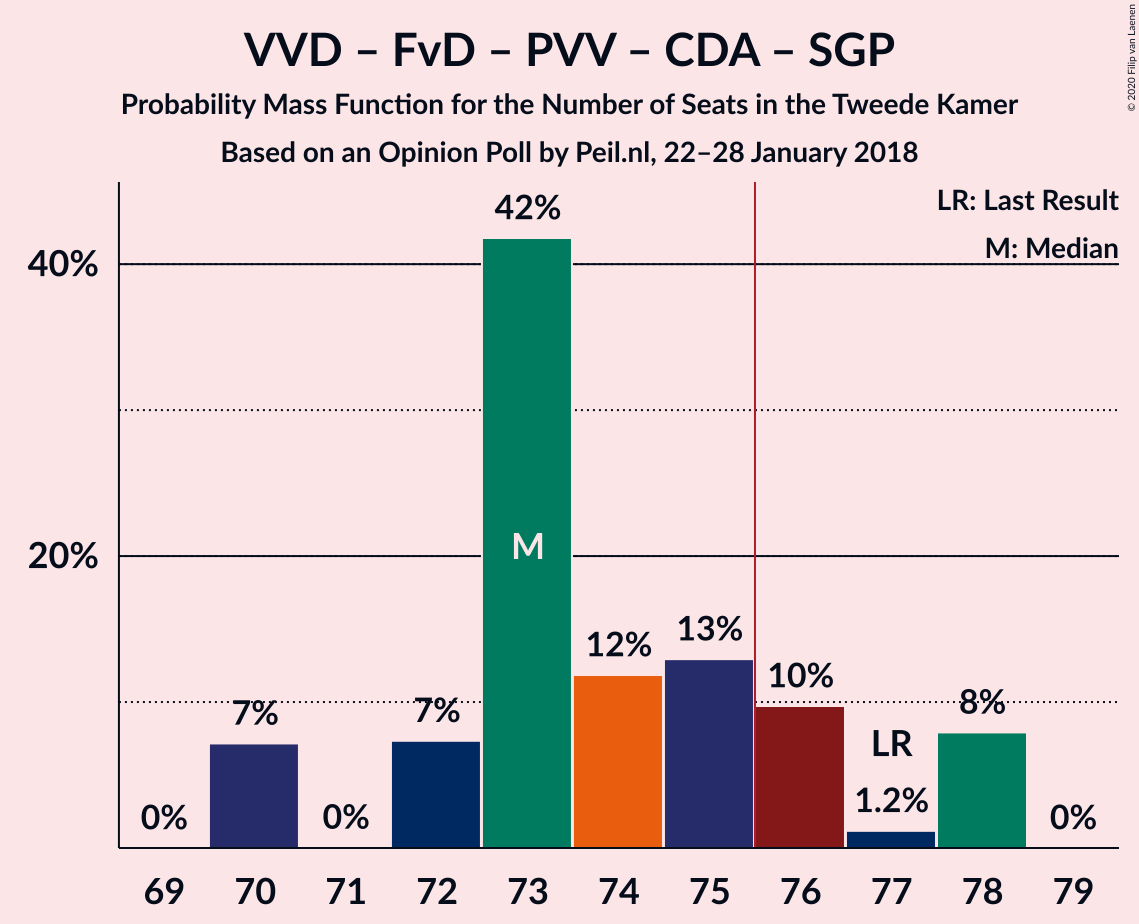 VVD – FvD – PVV – CDA – SGP
Probability Mass Function for the Number of Seats in the Tweede Kamer
Based on an Opinion Poll by Peil.nl, 22–28 January 2018
© 2020 Filip van Laenen
LR: Last Result
M: Median
40%
20%
0%
7%
0%
7%
42%
M
12%
13%
10%
LR
1.2%
8%
0%
69 70 71 72 73 74 75 76 77 78 79